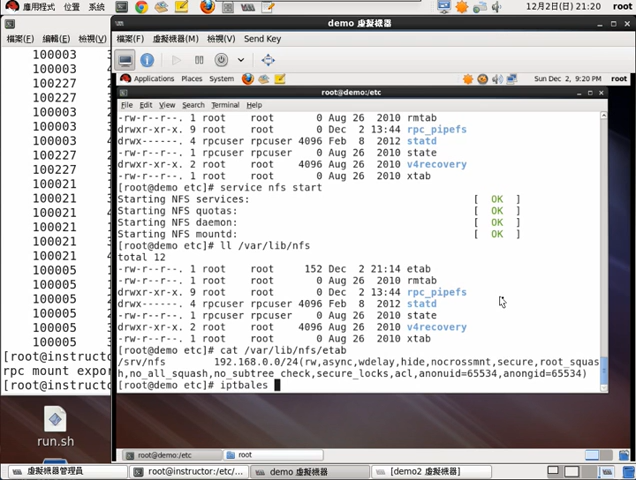 應用程式 位置 系統 12月2日(日) 21:20 root
demo 虛擬機器
檔案(F) 虛擬機器(M) 檢視(V) Send Key
Applications Places System Sun Dec 2, 9:20 PM root
root@demo:/etc
File Edit View Search Terminal Help
-rw-r--r--. 1 root root 0 Aug 26 2010 rmtab
drwxr-xr-x. 9 root root 0 Dec 2 13:44 rpc_pipefs
drwx------. 4 rpcuser rpcuser 4096 Feb 8 2012 statd
-rw-r--r--. 1 root root 0 Aug 26 2010 state
drwxr-xr-x. 2 root root 4096 Aug 26 2010 v4recovery
-rw-r--r--. 1 root root 0 Aug 26 2010 xtab
[root@demo etc]# service nfs start
Starting NFS services: [ OK ]
Starting NFS quotas: [ OK ]
Starting NFS daemon: [ OK ]
Starting NFS mountd: [ OK ]
[root@demo etc]# ll /var/lib/nfs
total 12
-rw-r--r--. 1 root root 152 Dec 2 21:14 etab
-rw-r--r--. 1 root root 0 Aug 26 2010 rmtab
drwxr-xr-x. 9 root root 0 Dec 2 13:44 rpc_pipefs
drwx------. 4 rpcuser rpcuser 4096 Feb 8 2012 statd
-rw-r--r--. 1 rpcuser rpcuser 0 Aug 26 2010 state
drwxr-xr-x. 2 root root 4096 Aug 26 2010 v4recovery
-rw-r--r--. 1 root root 0 Aug 26 2010 xtab
[root@demo etc]# cat /var/lib/nfs/etab
/srv/nfs 192.168.0.0/24(rw,async,wdelay,hide,nocrossmnt,secure,root_squas
h,no_all_squash,no_subtree_check,secure_locks,acl,anonuid=65534,anongid=65534)
[root@demo etc]# iptbales
root@demo:/etc root
檔案(F) 編輯(E) 檢視(V)
100003
100003
100227
100227
100003
100003
100003
100227
100227
100021
100021
100021
100021
100021
100021
100005
100005
100005
100005
100005
100005
[root@instructo
rpc mount expor
[root@instructo
run.sh
虛擬機器管理員 root@instructor:/etc/... demo 虛擬機器 [demo2 虛擬機器]